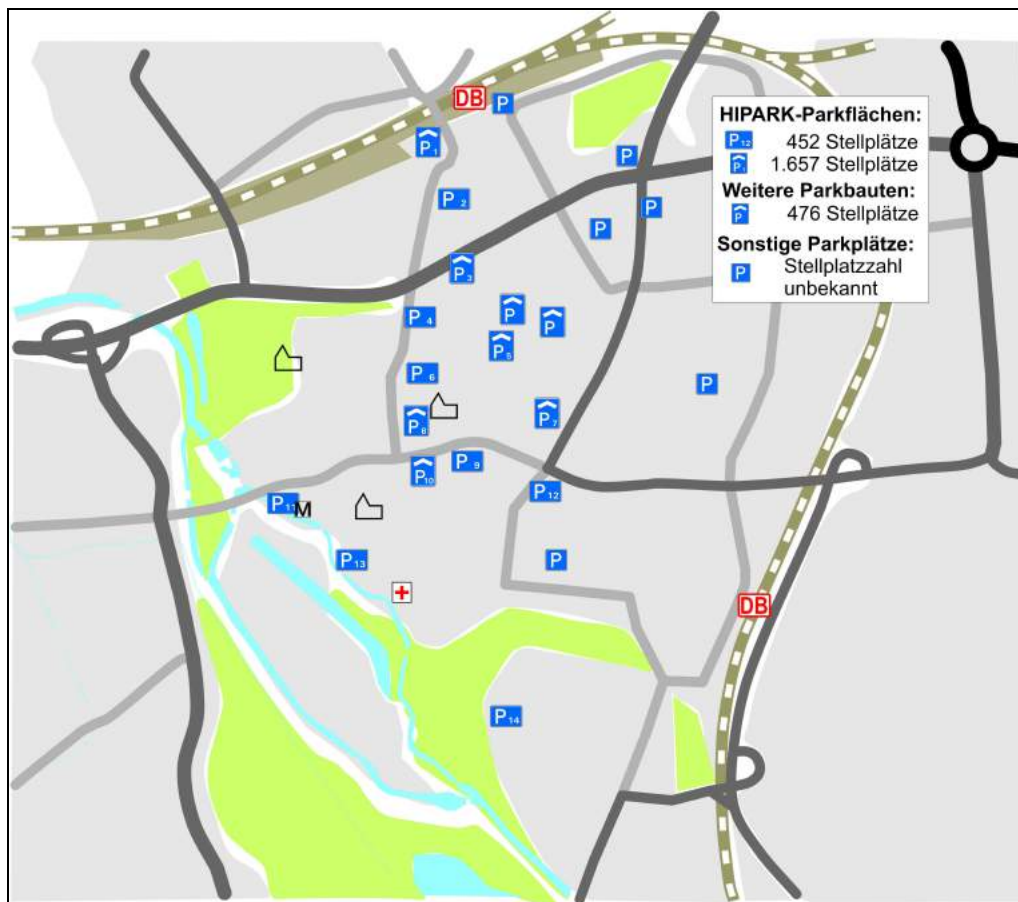 DB
P
P1
HIPARK-Parkflächen:
P12 452 Stellplätze
P1 1.657 Stellplätze
Weitere Parkbauten:
P 476 Stellplätze
Sonstige Parkplätze:
P Stellplatzzahl
unbekannt
P
P2
P
P
P3
P
P
P4
P5
P6
P
P8
P7
P9
P10
P12
P11 M
P13
P
DB
P14